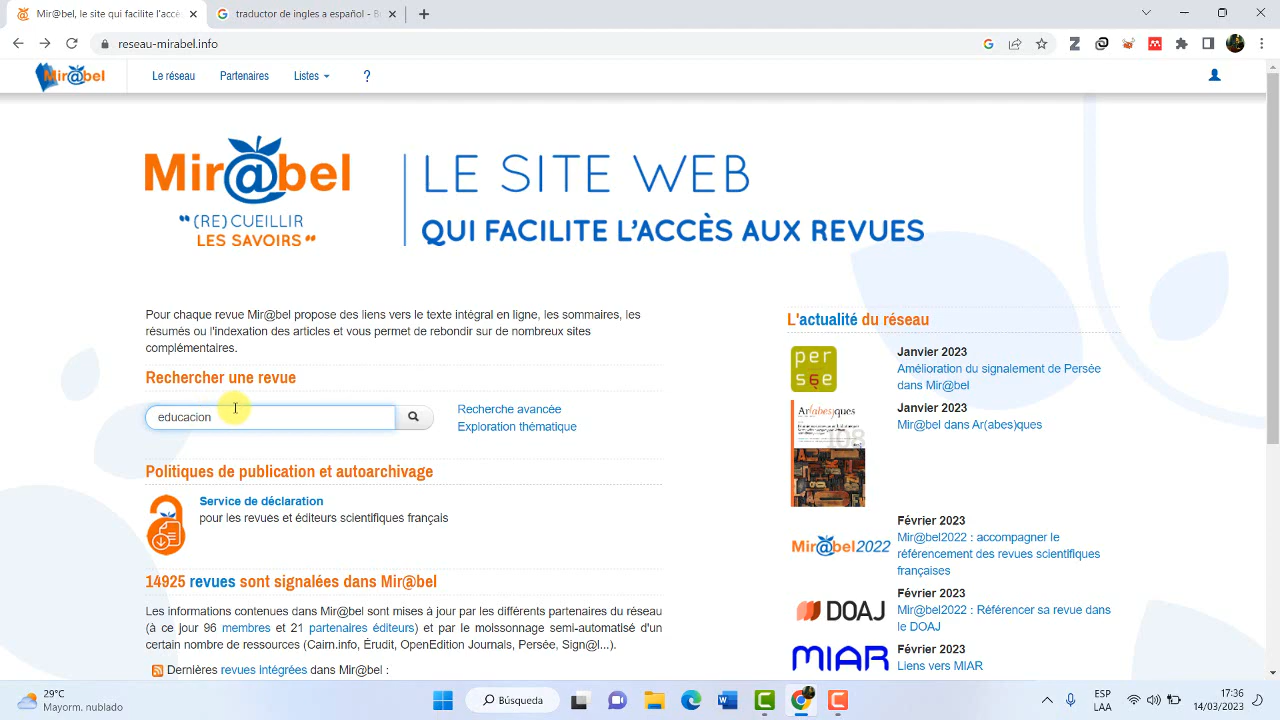 Mir@bel, le site qui facilite l'accè
traductor a español - B
reseau-mirabel.info
Mir@bel
Le réseau
Partenaires
Listes
?
Mir@bel
"(RE)CUEILLIR
LES SAVOIRS"
LE SITE WEB
QUI FACILITE L'ACCÈS AUX REVUES
Pour chaque revue Mir@bel propose des liens vers le texte intégral en ligne, les sommaires, les
résumés ou l'indexation des articles et vous permet de rebondir sur de nombreux sites
complémentaires.
Rechercher une revue
educacion
Recherche avancée
Exploration thématique
Politiques de publication et autoarchivage
Service de déclaration
pour les revues et éditeurs scientifiques français
14925 revues sont signalées dans Mir@bel
Les informations contenues dans Mir@bel sont mises à jour par les différents partenaires du réseau
(à ce jour 96 membres et 21 partenaires éditeurs) et par le moissonnage semi-automatisé d'un
certain nombre de ressources (Cairn.info, Érudit, OpenEdition Journals, Persée, Sign@l...).
Dernières revues intégrées dans Mir@bel :
L'actualité du réseau
persée
Janvier 2023
Amélioration du signalement de Persée
dans Mir@bel
Ar(abes)ques
108
Janvier 2023
Mir@bel dans Ar(abes)ques
Mir@bel2022
Février 2023
Mir@bel2022 : accompagner le
référencement des revues scientifiques
françaises
DOAJ
Février 2023
Mir@bel2022 : Référencer sa revue dans
le DOAJ
MIAR
Février 2023
Liens vers MIAR
29°C
Mayorm. nublado
Búsqueda
ESP
LAA
17:36
14/03/2023